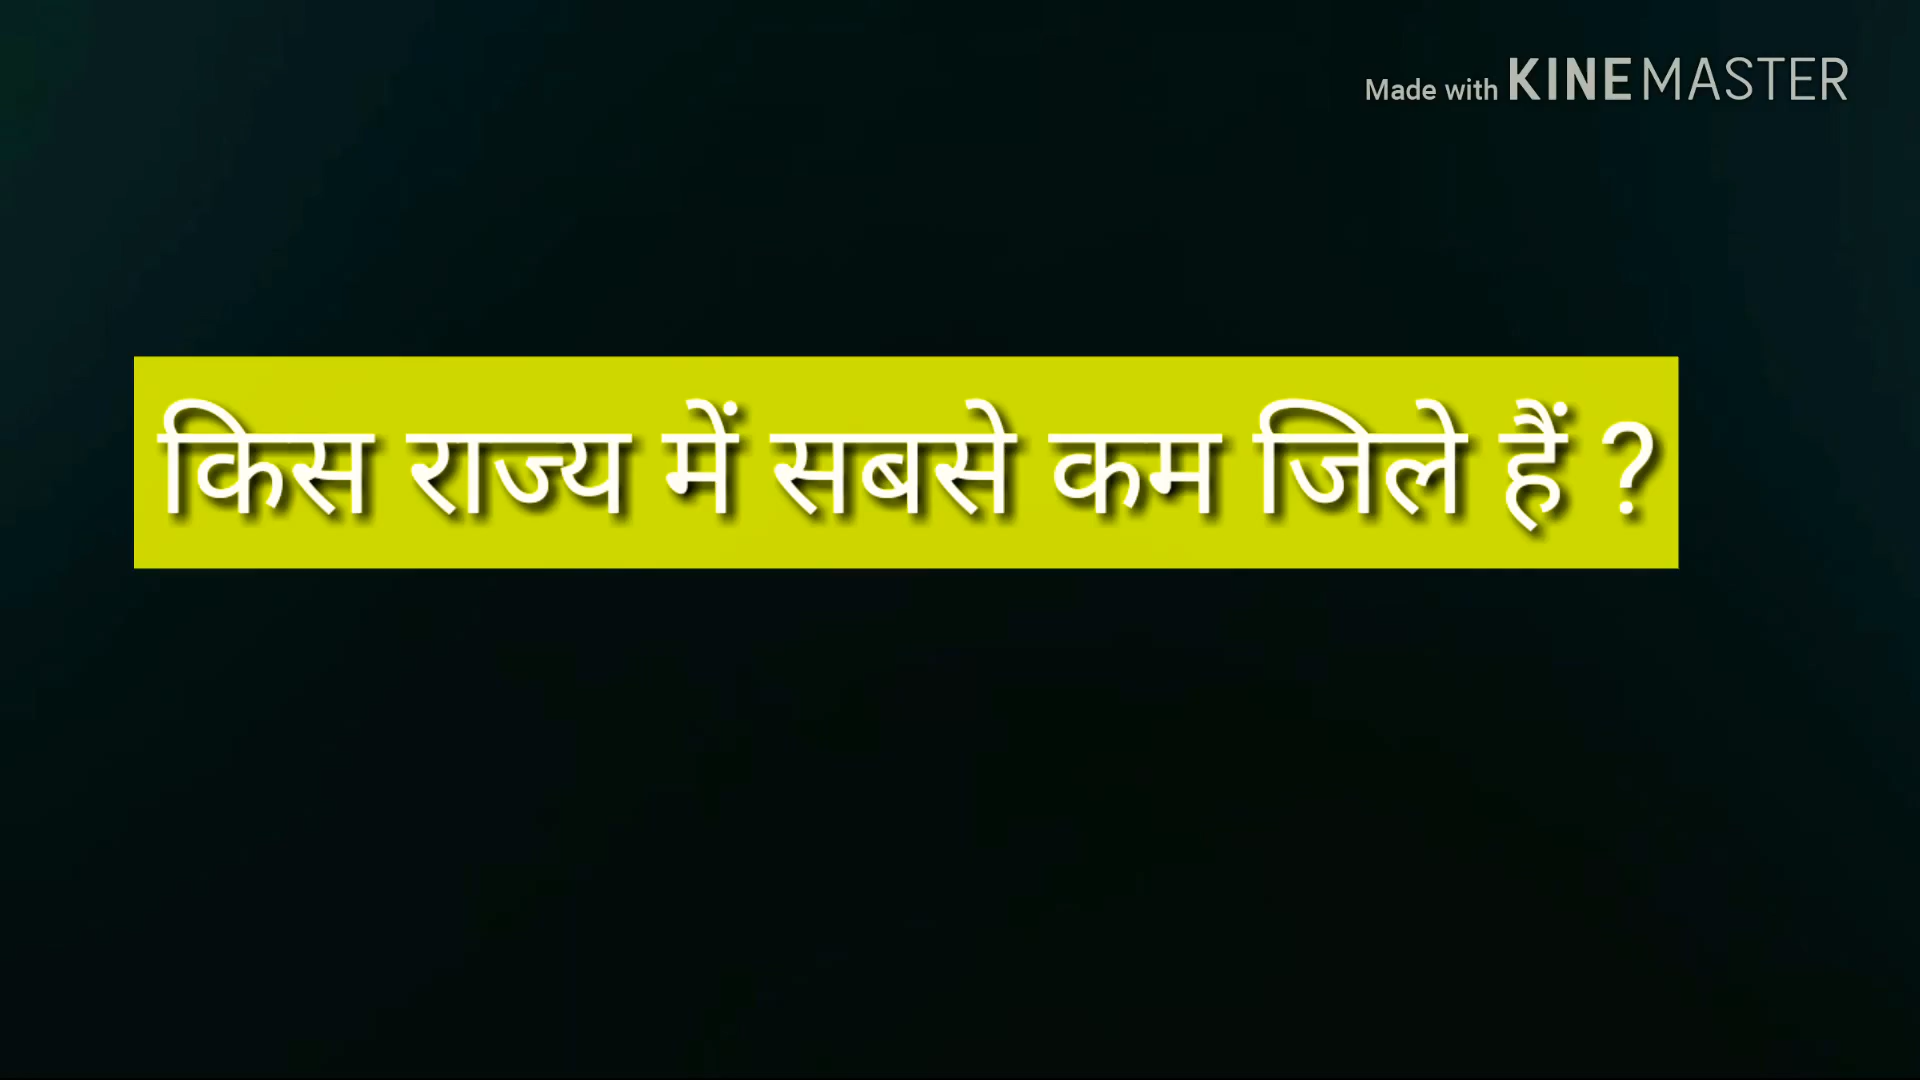 Made with KINEMASTER
किस राज्य में सबसे कम जिले हैं ?